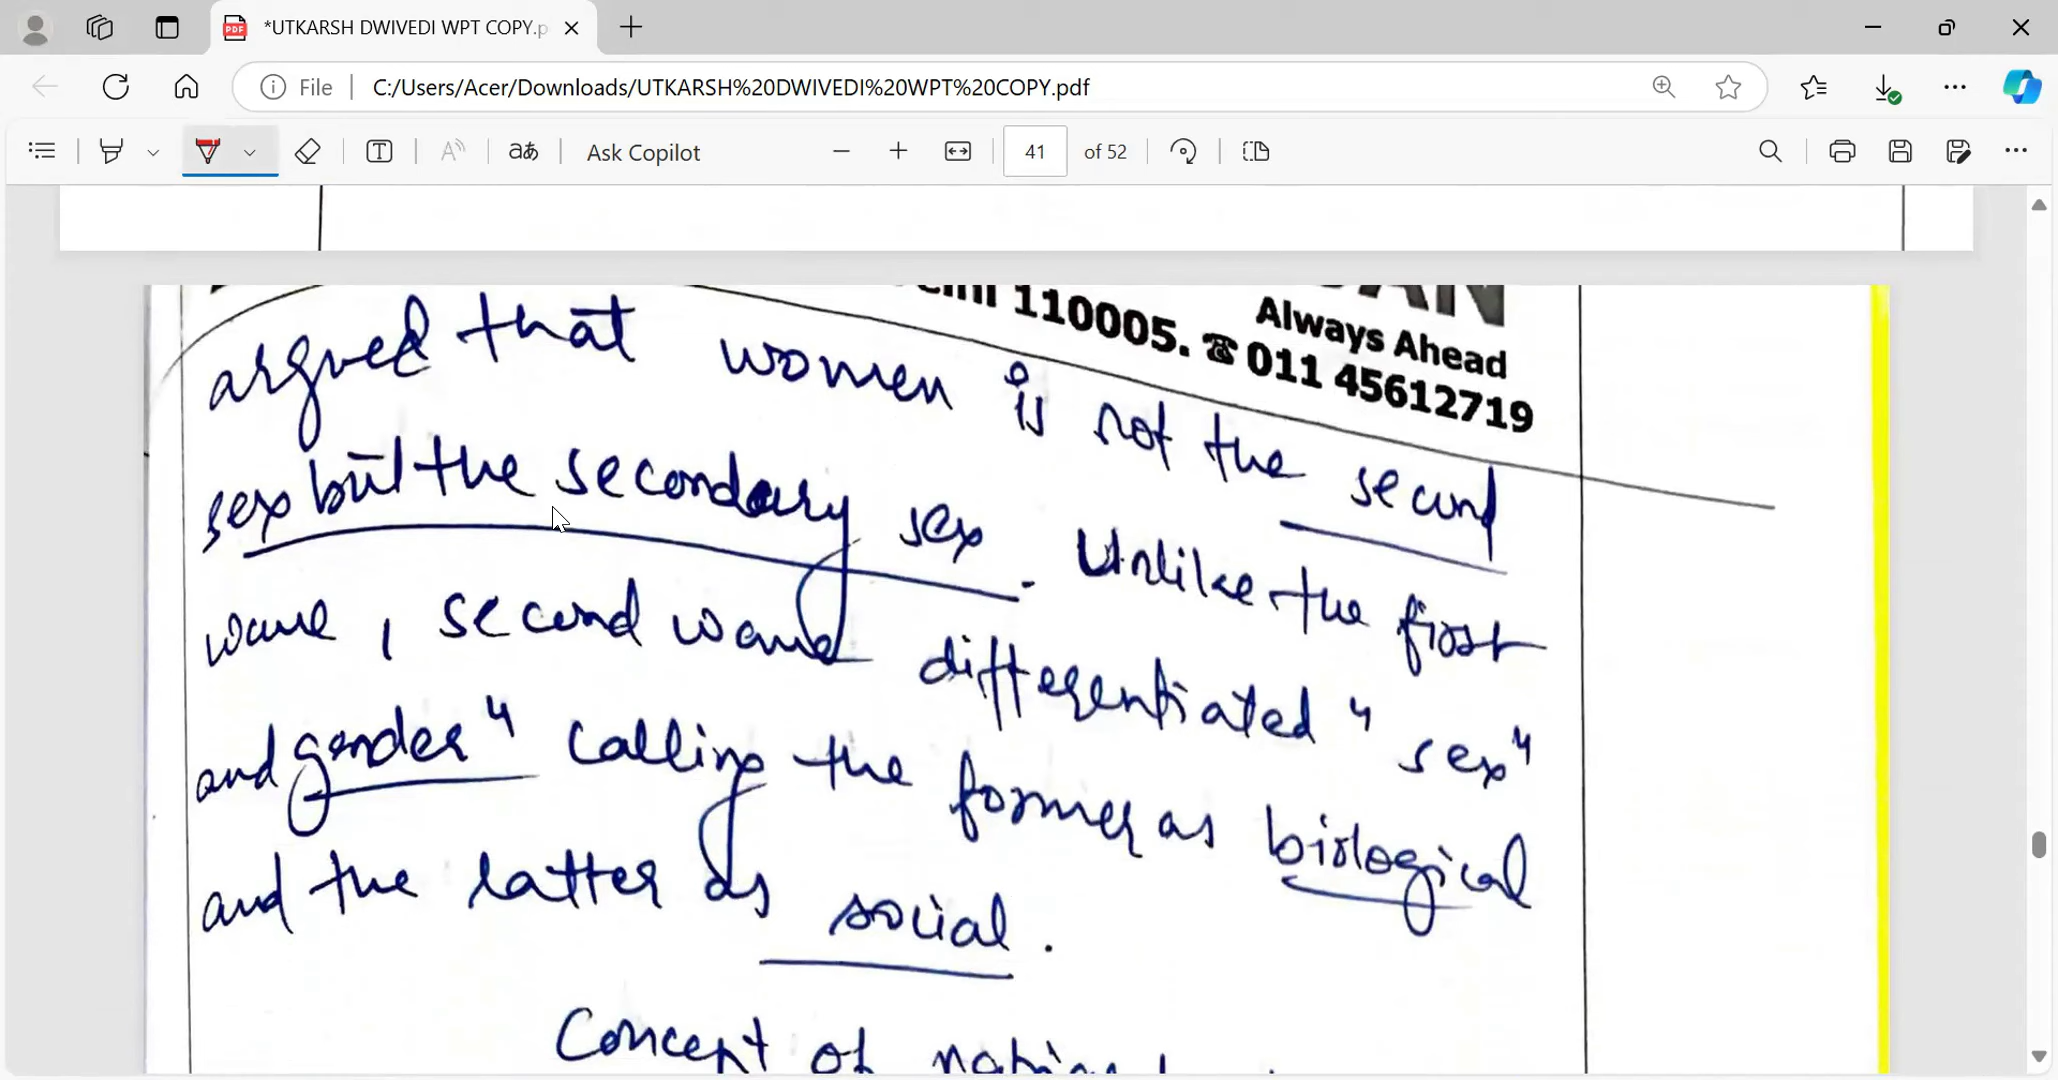 *UTKARSH DWIVEDI WPT COPY.p
File C:/Users/Acer/Downloads/UTKARSH%20DWIVEDI%20WPT%20COPY.pdf
aあ Ask Copilot 41 of 52
110005. ☎ 011 45612719
Always Ahead
argued that women is not the second
sex but the secondary sex. Unlike the first
wave, second wave differentiated "sex"
and gender" calling the former as biological
and the latter as social.
Concept of